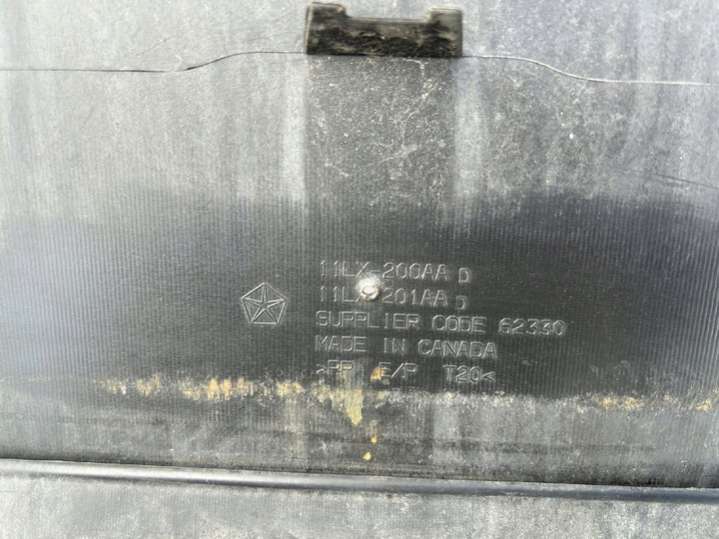 11LX-200AA D
11LX-201AA D
SUPPLIER CODE 62330
MADE IN CANADA
>PP E/P T20<